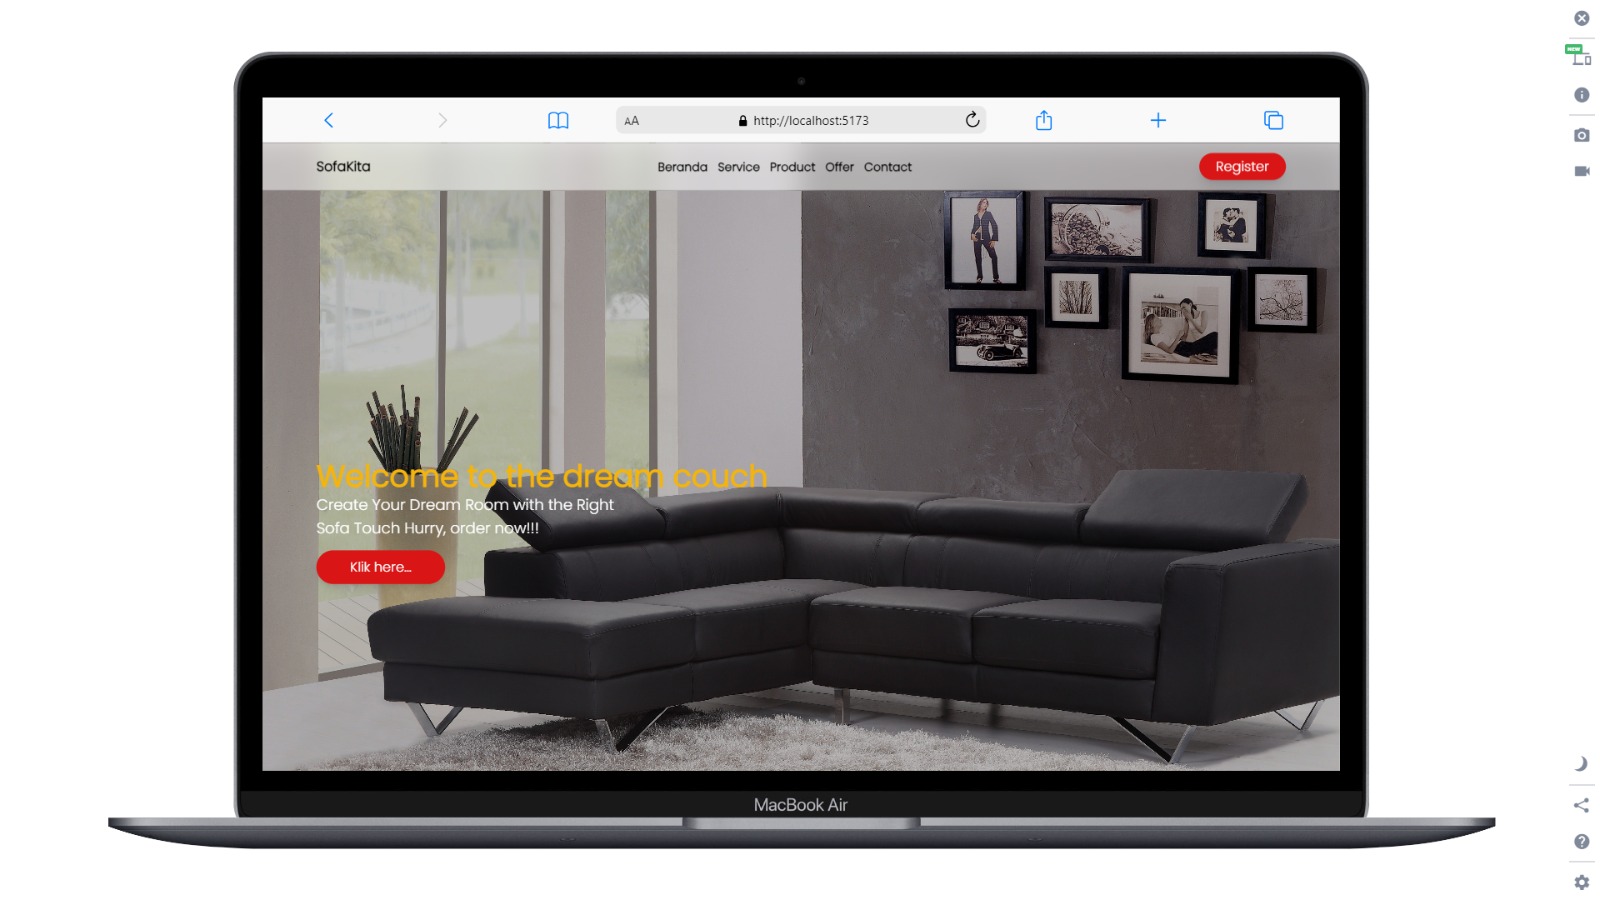 NEW
AA http://localhost:5173
SofaKita Beranda Service Product Offer Contact Register
Welcome to the dream couch
Create Your Dream Room with the Right
Sofa Touch Hurry, order now!!!
Klik here...
MacBook Air